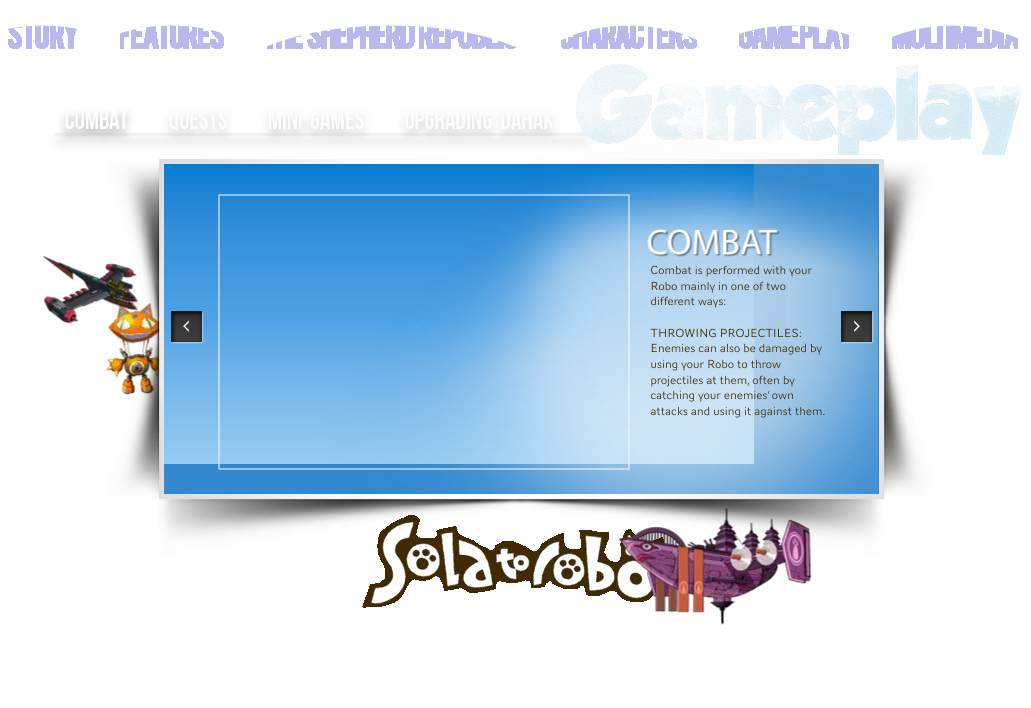 STORY FEATURES THE SHEPHERD REPUBLIC CHARACTERS GAMEPLAY MULTIMEDIA
Gameplay
COMBAT QUESTS MINI-GAMES UPGRADING DAHAK
COMBAT
Combat is performed with your
Robo mainly in one of two
different ways:
THROWING PROJECTILES:
Enemies can also be damaged by
using your Robo to throw
projectiles at them, often by
catching your enemies' own
attacks and using it against them.
Solatorobo